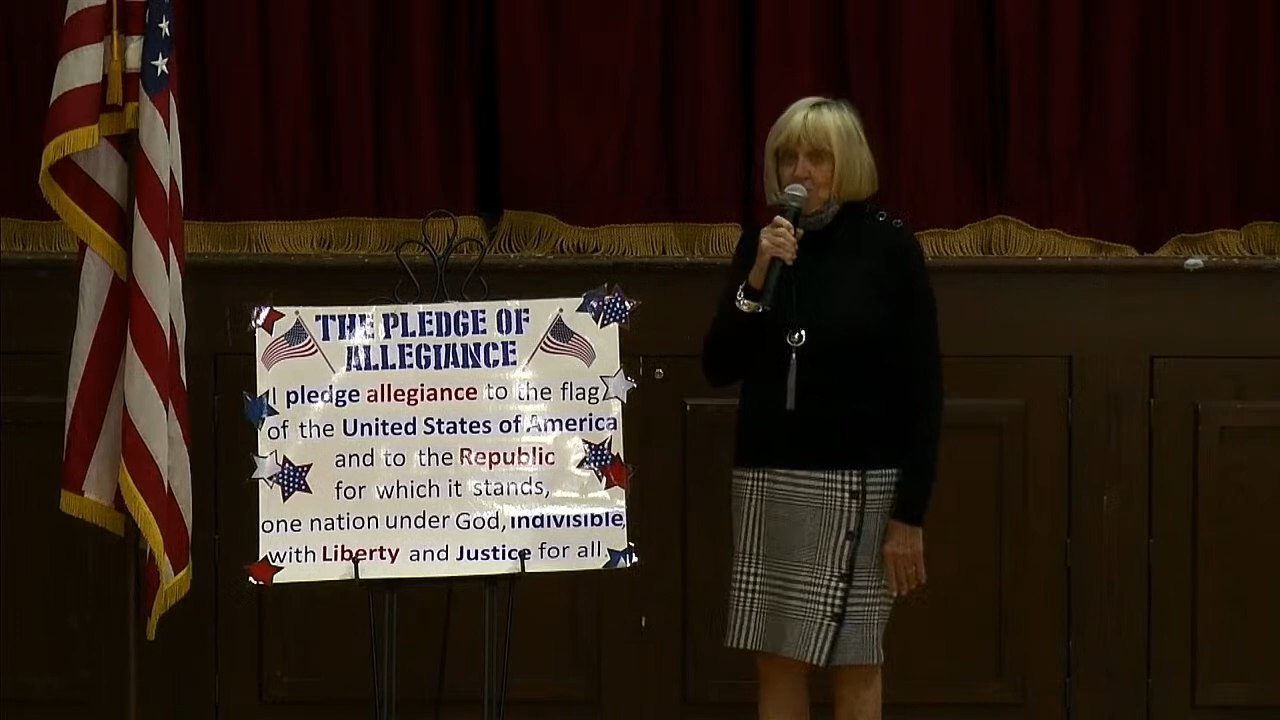 THE PLEDGE OF
ALLEGIANCE
I pledge allegiance to the flag
of the United States of America
and to the Republic
for which it stands,
one nation under God, indivisible,
with Liberty and Justice for all.